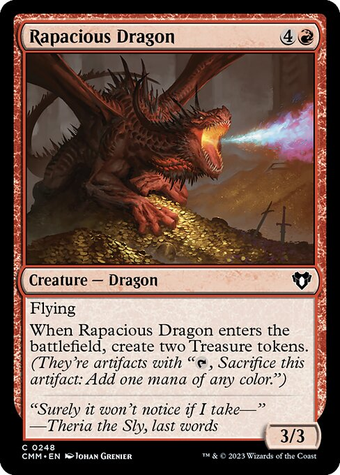 Rapacious Dragon 4
Creature — Dragon
Flying
When Rapacious Dragon enters the
battlefield, create two Treasure tokens.
(They're artifacts with “, Sacrifice this
artifact: Add one mana of any color.”)
“Surely it won't notice if I take—”
—Theria the Sly, last words
3/3
C 0248
CMM • EN Johan Grenier
™ & © 2023 Wizards of the Coast